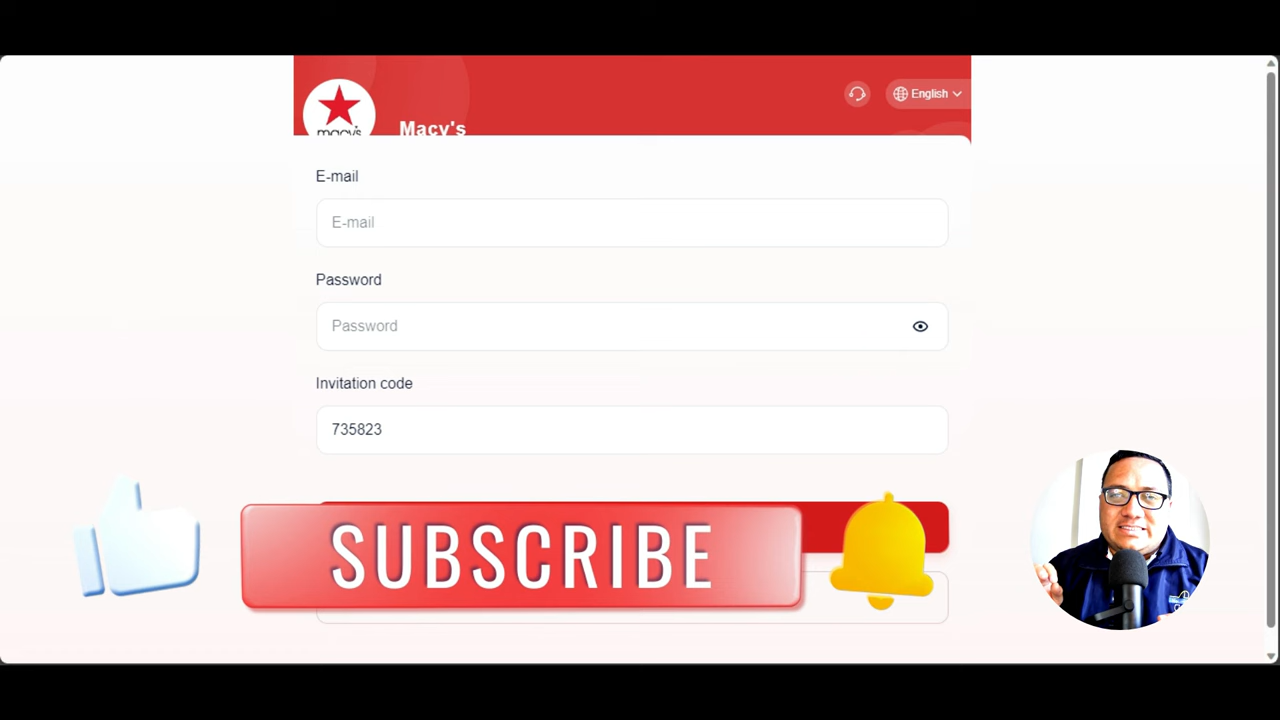 English
macy's
Macy's
E-mail
E-mail
Password
Password
Invitation code
735823
SUBSCRIBE